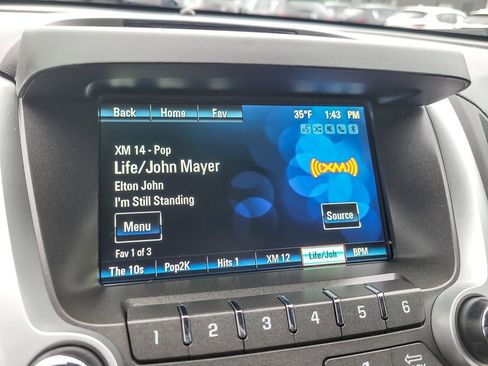 Back Home Fav 35°F 1:43 PM
XM 14 - Pop
Life/John Mayer
Elton John
I'm Still Standing
((XM))
Menu
Source
Fav 1 of 3
The 10s Pop2K Hits 1 XM 12 Life/Joh BPM
1 2 3 4 5 6